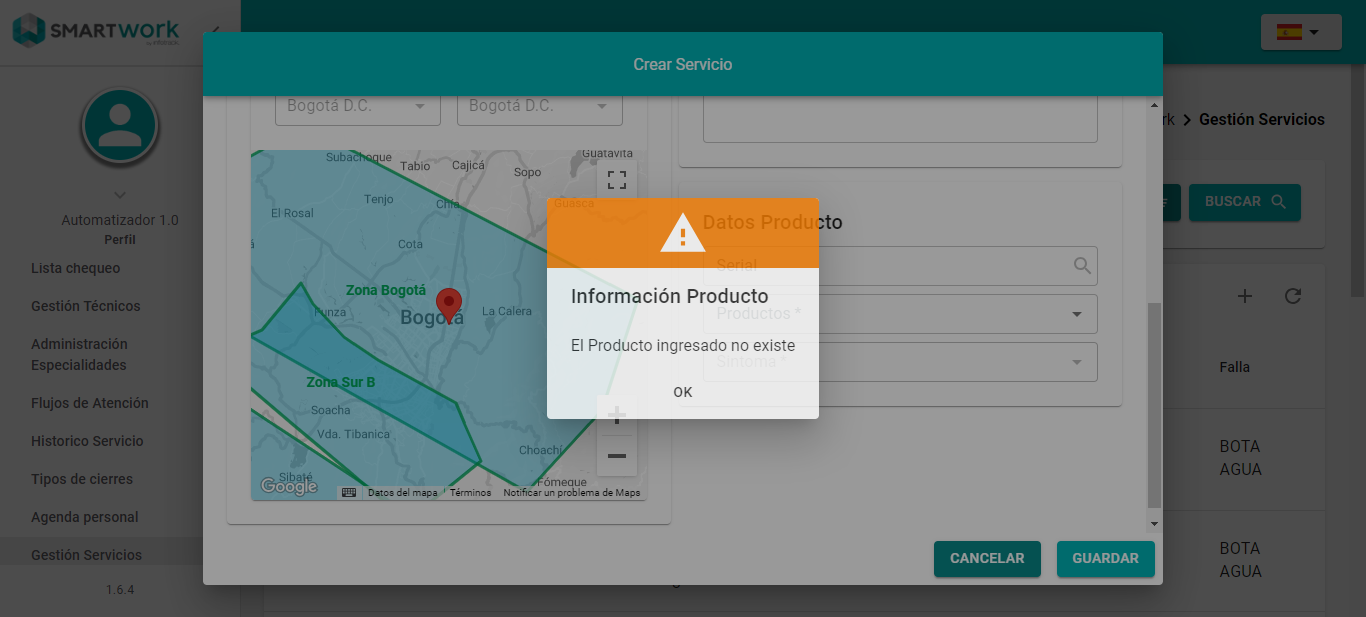 SMARTWORK
Crear Servicio
Bogotá D.C.
Bogotá D.C.
rk > Gestión Servicios
Automatizador 1.0
Perfil
Lista chequeo
Gestión Técnicos
Administración
Especialidades
Flujos de Atención
Historico Servicio
Tipos de cierres
Agenda personal
Gestión Servicios
1.6.4
Subachoque
Tabio
Cajicá
Sopo
Guatavita
Tenjo
Chía
Guasca
El Rosal
Cota
Zona Bogotá
Funza
Bogotá
La Calera
Zona Sur B
Soacha
Vda. Tibanica
Choachí
Sibaté
Fómeque
Google
Datos del mapa
Términos
Notificar un problema de Maps
Datos Producto
Serial
Productos *
Sintoma *
Información Producto
El Producto ingresado no existe
OK
BUSCAR
Falla
BOTA
AGUA
BOTA
AGUA
CANCELAR
GUARDAR